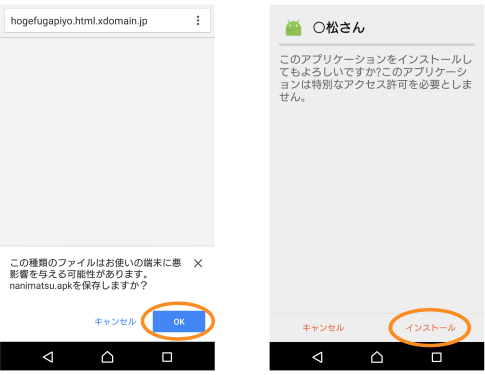 hogefugapiyo.html.xdomain.jp
この種類のファイルはお使いの端末に悪
影響を与える可能性があります。
nanimatsu.apkを保存しますか？
キャンセル
OK
○松さん
このアプリケーションをインストールし
てもよろしいですか?このアプリケーシ
ョンは特別なアクセス許可を必要としま
せん。
キャンセル
インストール